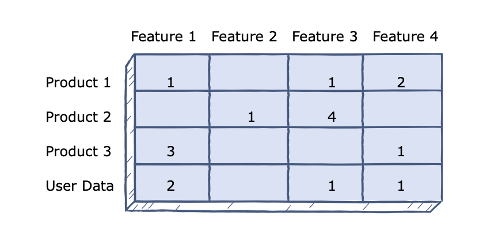 Feature 1 Feature 2 Feature 3 Feature 4
Product 1 1 1 2
Product 2 1 4
Product 3 3 1
User Data 2 1 1